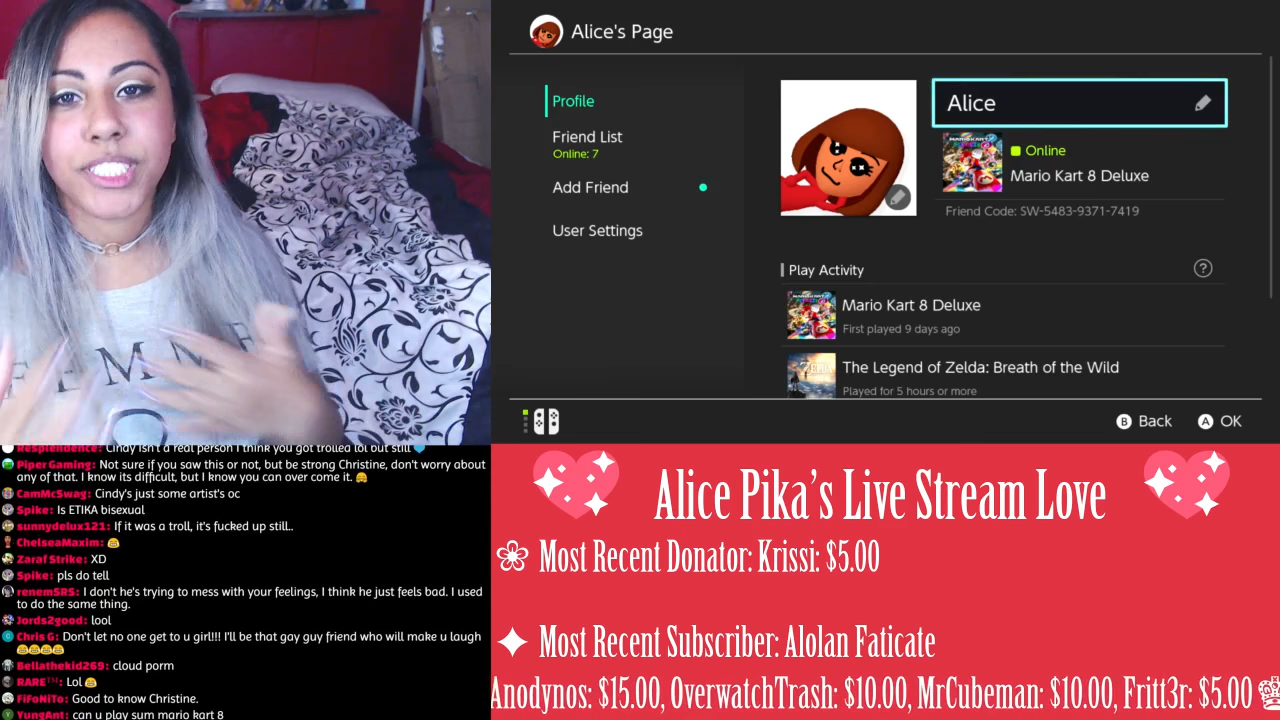 FEMN
Alice's Page
Profile
Friend List
Online: 7
Add Friend
User Settings
Alice
Online
Mario Kart 8 Deluxe
Friend Code: SW-5483-9371-7419
Play Activity
?
Mario Kart 8 Deluxe
First played 9 days ago
The Legend of Zelda: Breath of the Wild
Played for 5 hours or more
B Back A OK
Resplendence: Cindy isn't a real person I think you got trolled lol but still
PiperGaming: Not sure if you saw this or not, but be strong Christine, don't worry about
any of that. I know its difficult, but I know you can over come it.
CamMcSwag: Cindy's just some artist's oc
Spike: Is ETIKA bisexual
sunnydelux121: If it was a troll, it's fucked up still..
ChelseaMaxim:
Zaraf Strike: XD
Spike: pls do tell
renemSRS: I don't he's trying to mess with your feelings, I think he just feels bad. I used
to do the same thing.
Jords2good: lool
C Chris G: Don't let no one get to u girl!!! I'll be that gay guy friend who will make u laugh
Bellathekid269: cloud porm
RARE™: Lol
FiFoNiTo: Good to know Christine.
Y YungAnt: can u play sum mario kart 8
Alice Pika's Live Stream Love
Most Recent Donator: Krissi: $5.00
Most Recent Subscriber: Alolan Faticate
Anodynos: $15.00, OverwatchTrash: $10.00, MrCubeman: $10.00, Fritt3r: $5.00